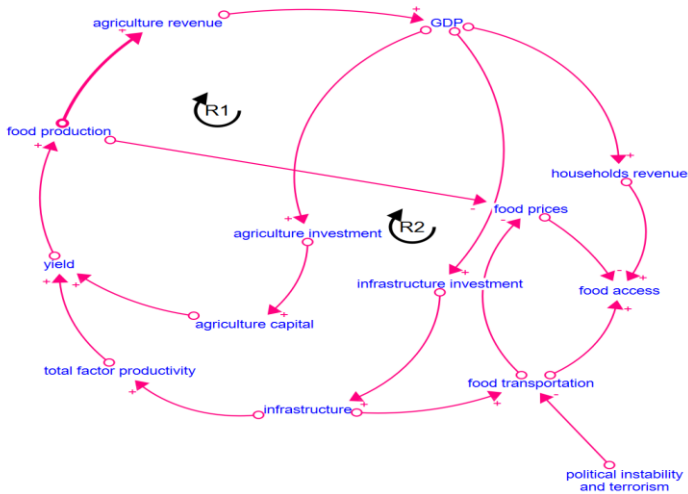 agriculture revenue
+
GDP
+
R1
food production
+
-
+
households revenue
food prices
-
+
agriculture investment
R2
-
+
food access
+
yield
+
+
+
infrastructure investment
+
agriculture capital
total factor productivity
+
infrastructure
+
food transportation
+
-
political instability
and terrorism